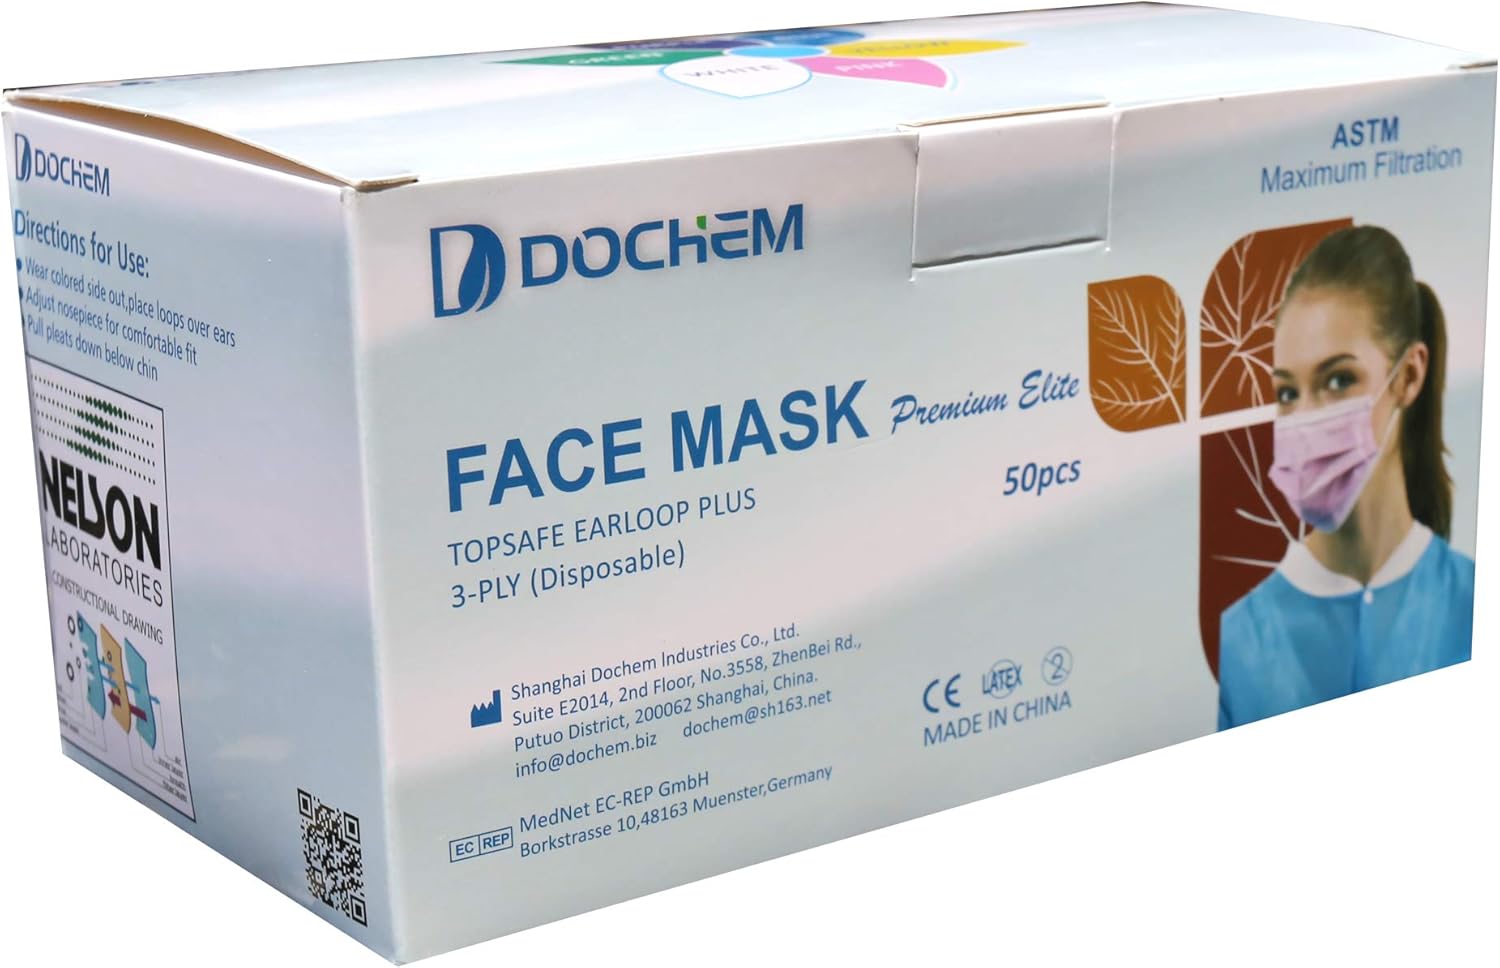 GREEN
WHITE
YELLOW
PINK
DOCHEM
Directions for Use:
Wear colored side out,place loops over ears
Adjust nosepiece for comfortable fit
Pull pleats down below chin
NELSON
LABORATORIES
CONSTRUCTIONAL DRAWING
DOCHEM
ASTM
Maximum Filtration
FACE MASK Premium Elite
50pcs
TOPSAFE EARLOOP PLUS
3-PLY (Disposable)
Shanghai Dochem Industries Co., Ltd.
Suite E2014, 2nd Floor, No.3558, ZhenBei Rd.,
Putuo District, 200062 Shanghai, China.
info@dochem.biz dochem@sh163.net
EC REP
MedNet EC-REP GmbH
Borkstrasse 10,48163 Muenster,Germany
CE LATEX 2
MADE IN CHINA